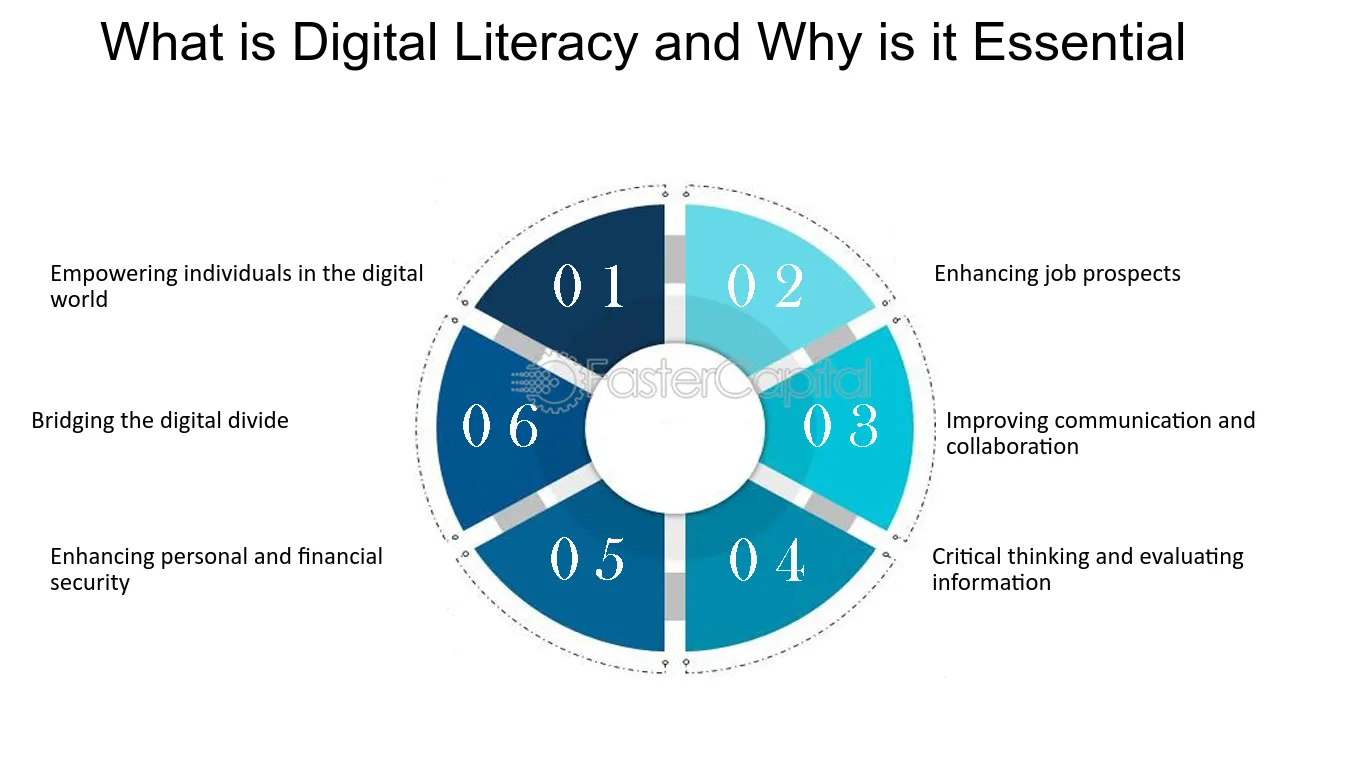 What is Digital Literacy and Why is it Essential
Empowering individuals in the digital
world
0 1
0 2
Enhancing job prospects
FasterCapital
Bridging the digital divide
0 6
0 3
Improving communication and
collaboration
Enhancing personal and financial
security
0 5
0 4
Critical thinking and evaluating
information